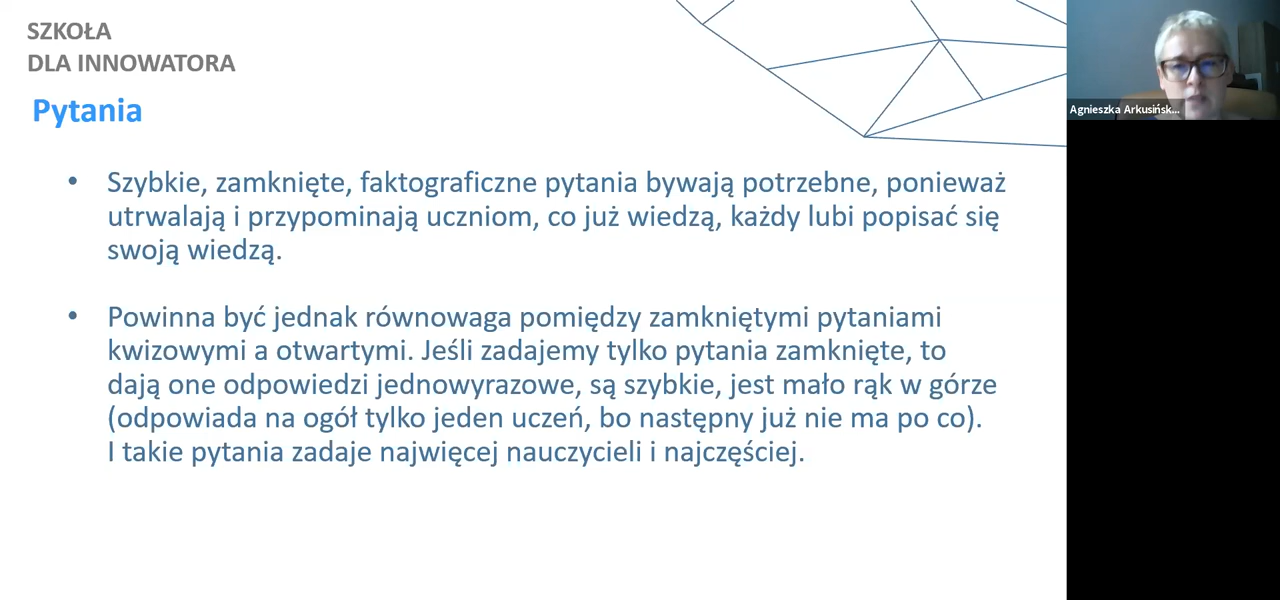 SZKOŁA
DLA INNOWATORA
Pytania
• Szybkie, zamknięte, faktograficzne pytania bywają potrzebne, ponieważ
utrwalają i przypominają uczniom, co już wiedzą, każdy lubi popisać się
swoją wiedzą.
• Powinna być jednak równowaga pomiędzy zamkniętymi pytaniami
kwizowymi a otwartymi. Jeśli zadajemy tylko pytania zamknięte, to
dają one odpowiedzi jednowyrazowe, są szybkie, jest mało rąk w górze
(odpowiada na ogół tylko jeden uczeń, bo następny już nie ma po co).
I takie pytania zadaje najwięcej nauczycieli i najczęściej.
Agnieszka Arkusińsk...